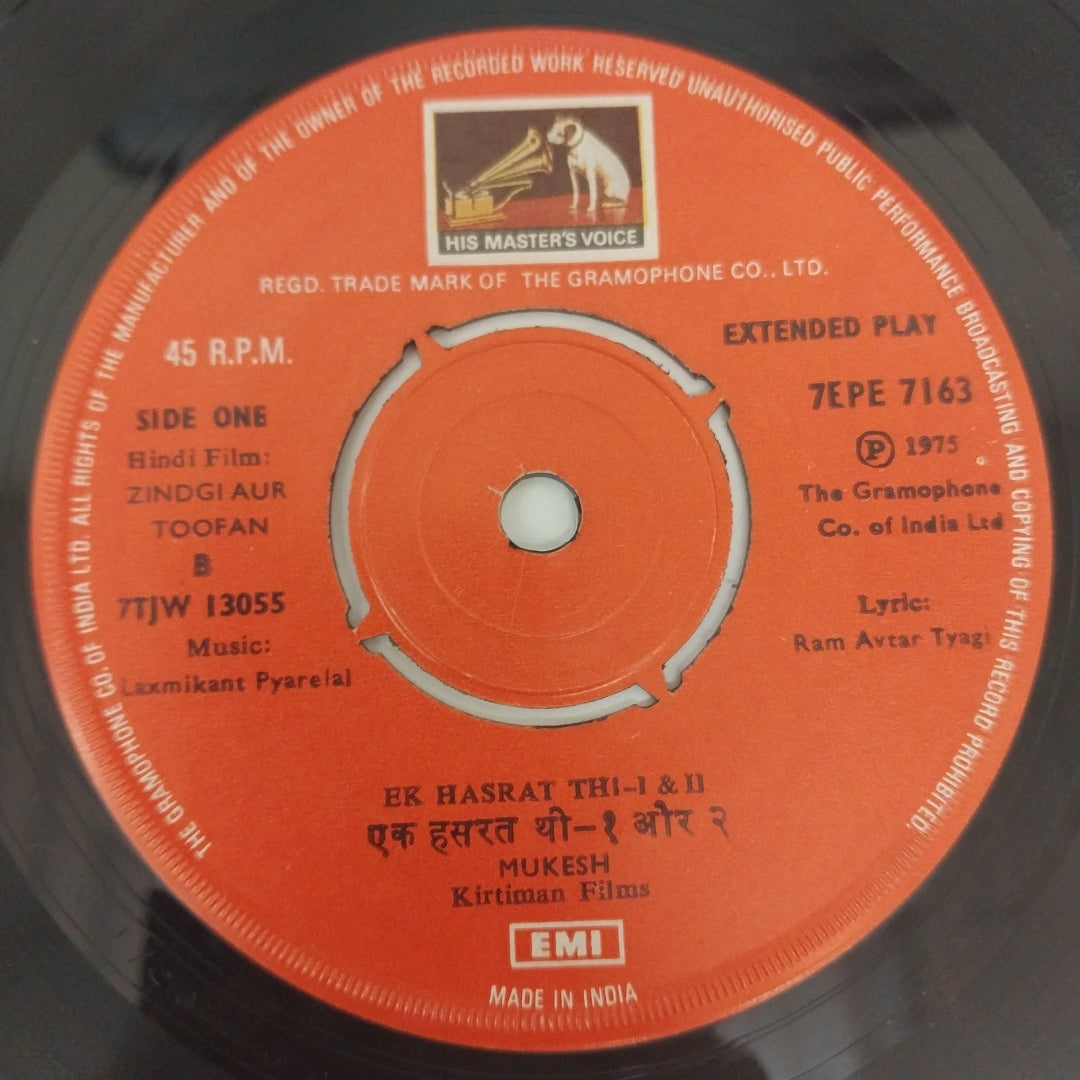 THE GRAMOPHONE CO. OF INDIA LTD. ALL RIGHTS OF THE MANUFACTURER AND OF THE OWNER OF THE RECORDED WORK RESERVED UNAUTHORISED PUBLIC PERFORMANCE BROADCASTING AND COPYING OF THIS RECORD PROHIBITED.
HIS MASTER'S VOICE
REGD. TRADE MARK OF THE GRAMOPHONE CO., LTD.
45 R.P.M.
SIDE ONE
Hindi Film:
ZINDGI AUR
TOOFAN
B
7TJW 13055
Music:
Laxmikant Pyarelal
EXTENDED PLAY
7EPE 7163
Ⓟ 1975
The Gramophone
Co. of India Ltd
Lyric:
Ram Avtar Tyagi
EK HASRAT THI-I & II
एक हसरत थी-१ और २
MUKESH
Kirtiman Films
EMI
MADE IN INDIA